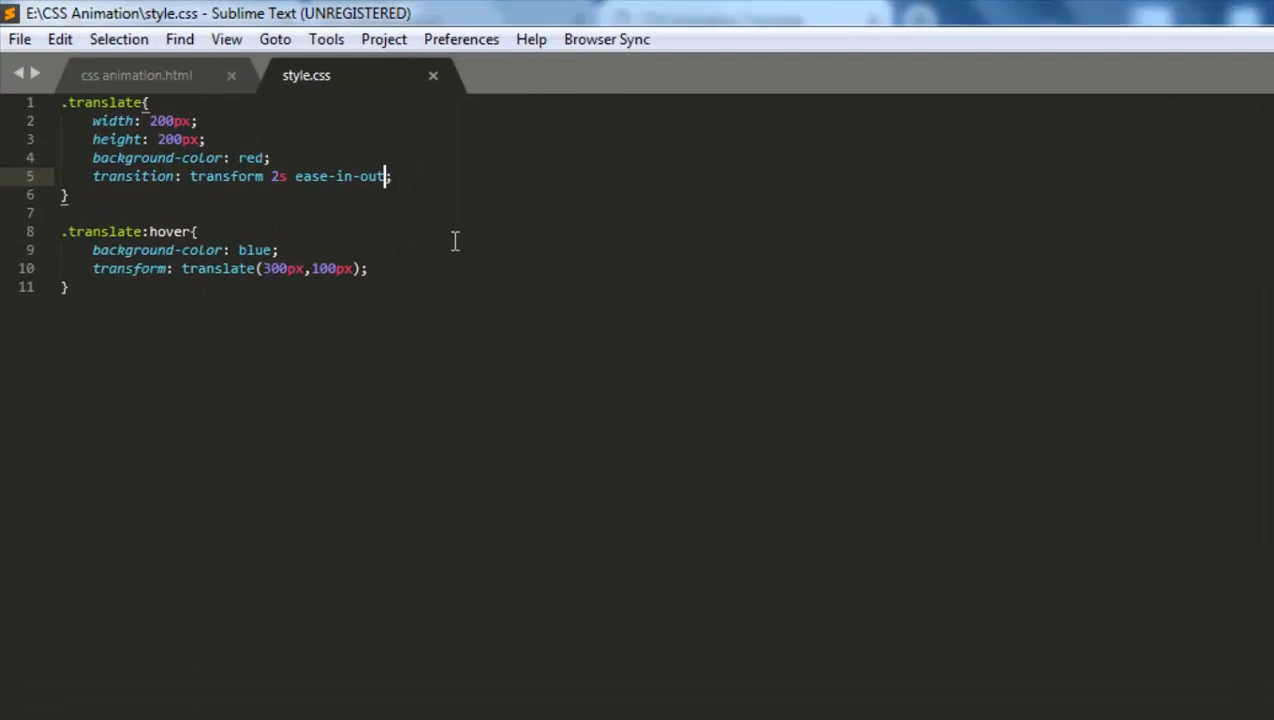 E:\CSS Animation\style.css - Sublime Text (UNREGISTERED)
File Edit Selection Find View Goto Tools Project Preferences Help Browser Sync
css animation.html × style.css ×
1 .translate{
2 width: 200px;
3 height: 200px;
4 background-color: red;
5 transition: transform 2s ease-in-out;
6 }
7
8 .translate:hover{
9 background-color: blue;
10 transform: translate(300px,100px);
11 }